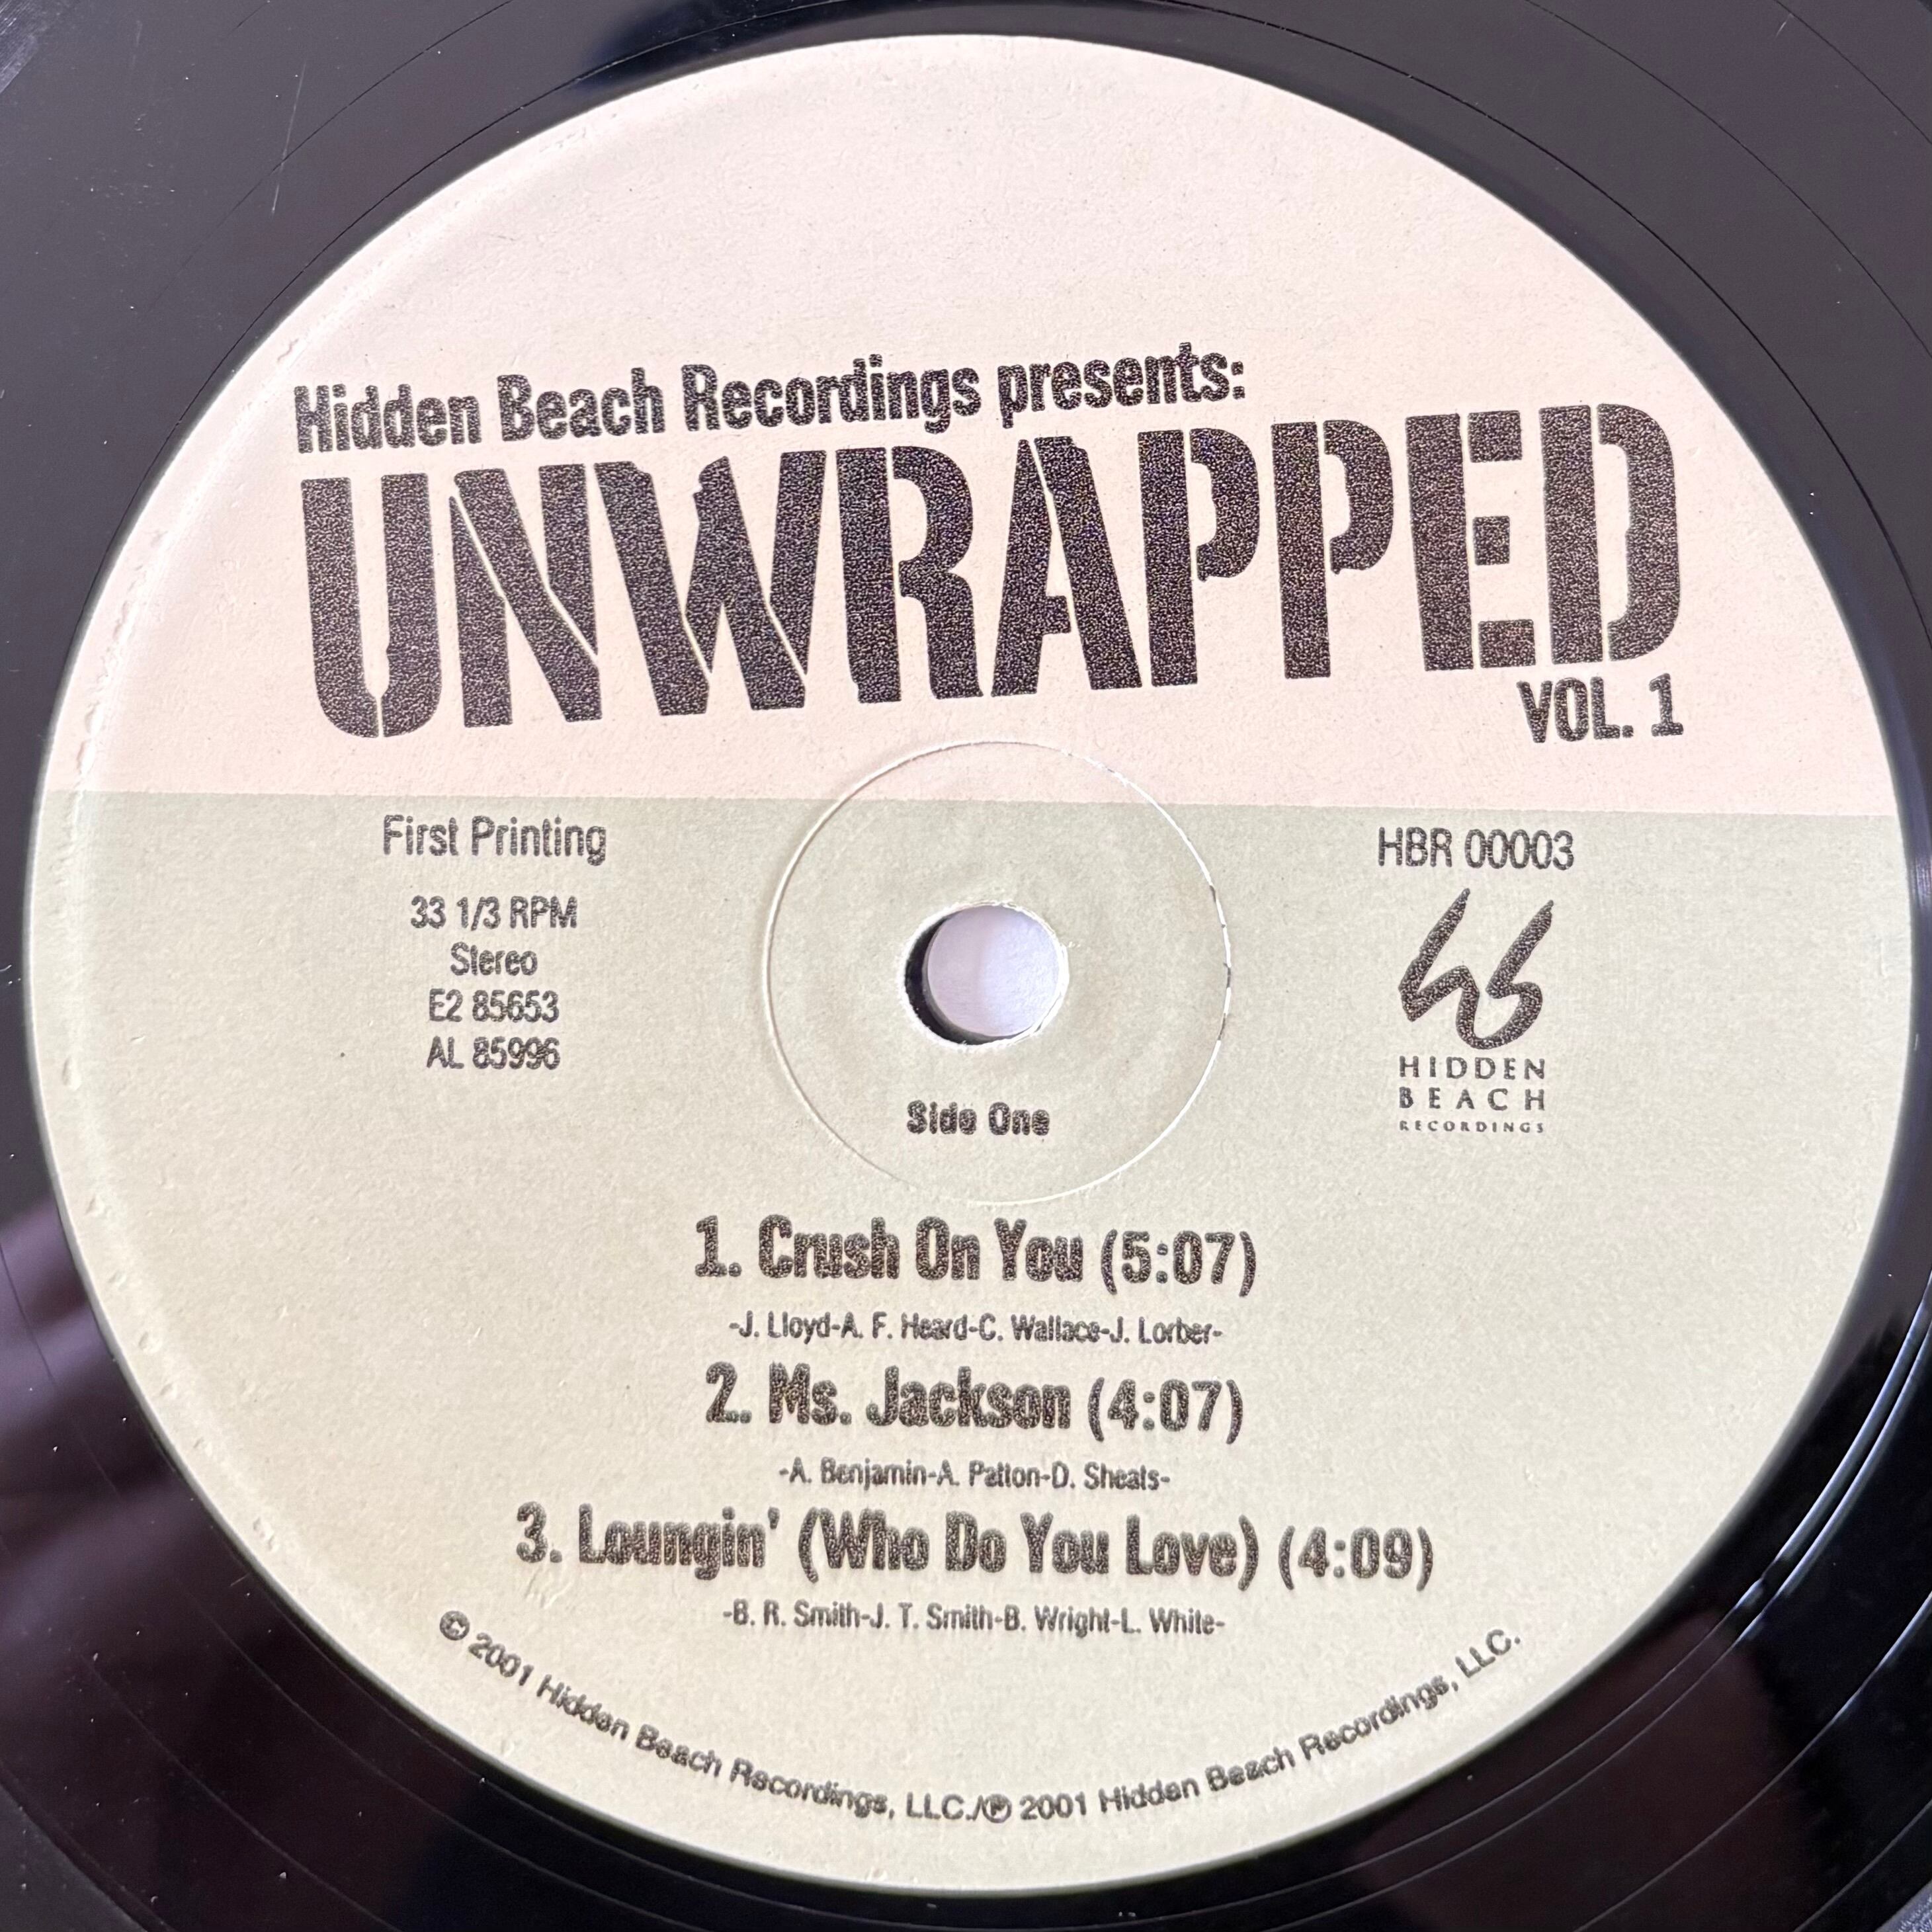 Hidden Beach Recordings presents:
UNWRAPPED
VOL. 1
First Printing
33 1/3 RPM
Stereo
E2 85653
AL 85996
HBR 00003
HIDDEN
BEACH
RECORDINGS
Side One
1. Crush On You (5:07)
-J. Lloyd-A. F. Heard-C. Wallace-J. Lorber-
2. Ms. Jackson (4:07)
-A. Benjamin-A. Patton-D. Sheats-
3. Loungin' (Who Do You Love) (4:09)
-B. R. Smith-J. T. Smith-B. Wright-L. White-
© 2001 Hidden Beach Recordings, LLC./℗ 2001 Hidden Beach Recordings, LLC.